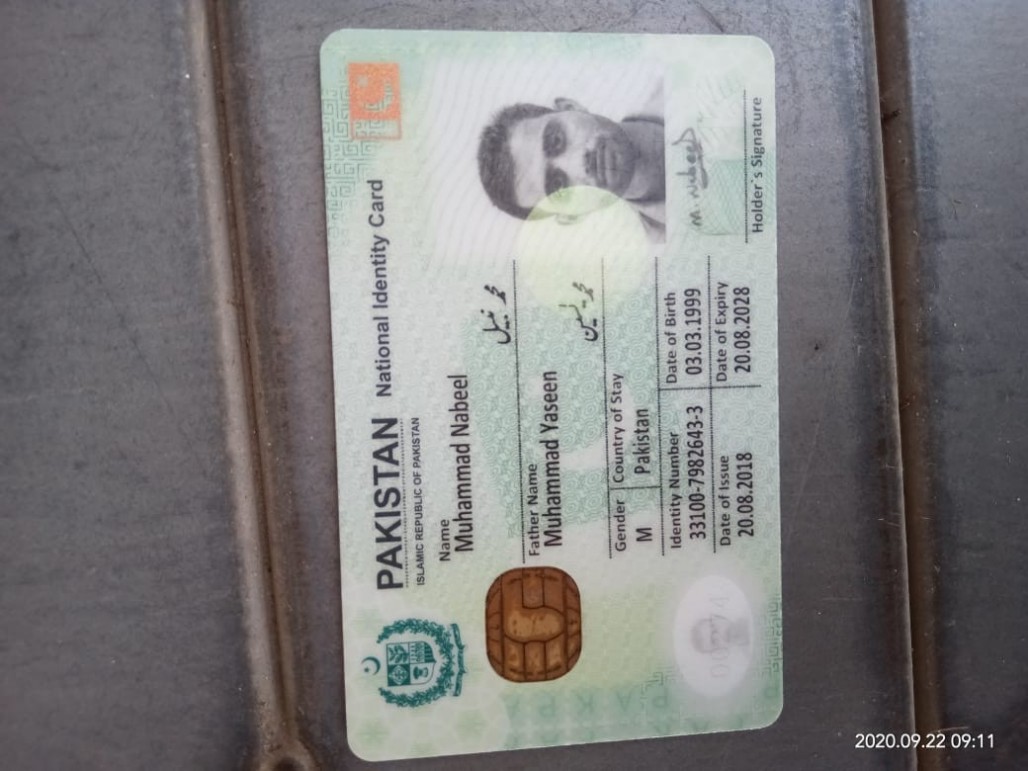 PAKISTAN National Identity Card
ISLAMIC REPUBLIC OF PAKISTAN
Name
Muhammad Nabeel
محمد نبیل
Father Name
Muhammad Yaseen
محمد یٰسین
Gender Country of Stay
M Pakistan
Identity Number Date of Birth
33100-7982643-3 03.03.1999
Date of Issue Date of Expiry
20.08.2018 20.08.2028
M. Nabeel
Holder's Signature
2020.09.22 09:11